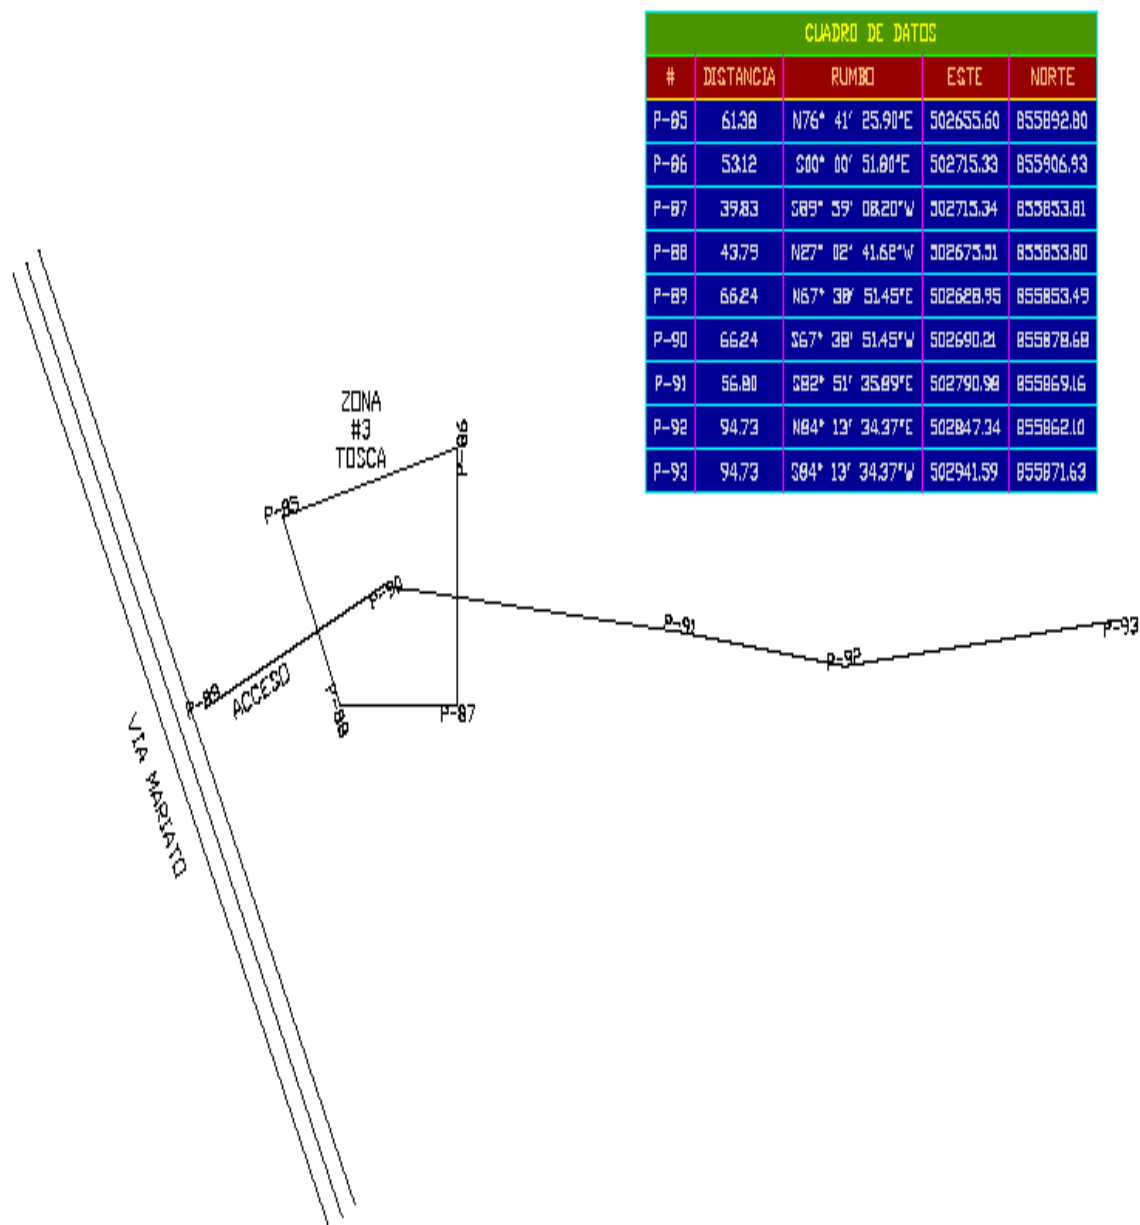 CUADRO DE DATOS
# DISTANCIA RUMBO ESTE NORTE
P-85 61.38 N76° 41' 25.90"E 502655.60 855892.80
P-86 53.12 S00° 00' 51.80"E 502715.33 855906.93
P-87 39.83 S89° 59' 08.20"W 502715.34 855853.81
P-88 43.79 N27° 02' 41.62"W 502675.51 855853.80
P-89 66.24 N67° 38' 51.45"E 502628.95 855853.49
P-90 66.24 S67° 38' 51.45"W 502690.21 855878.68
P-91 56.80 S82° 51' 35.89"E 502790.98 855869.16
P-92 94.73 N84° 13' 34.37"E 502847.34 855862.10
P-93 94.73 S84° 13' 34.37"W 502941.59 855871.63
ZONA
#3
TOSCA
P-86
P-85
P-90
P-91
P-93
P-92
P-89
ACCESO
P-88
P-87
VIA MARIATO